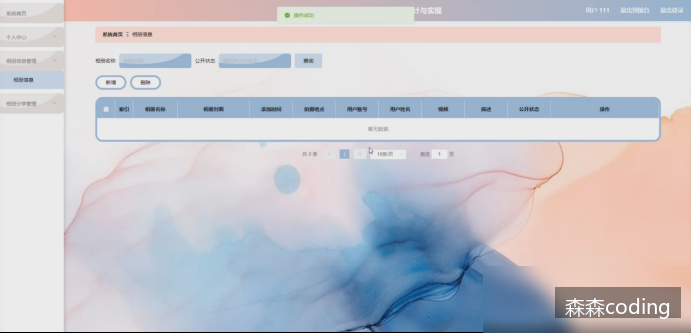 计与实现
用户 111
退出到前台
退出登录
操作成功
系统首页
个人中心
相册信息管理
相册信息
相册分享管理
系统首页
相册信息
相册名称
公开状态
查询
新增
删除
索引 相册名称 相册封面 添加时间 拍摄地点 用户账号 用户姓名 视频 描述 公开状态 操作
暂无数据
共 0 条
1
10条/页
前往 1 页
森森coding